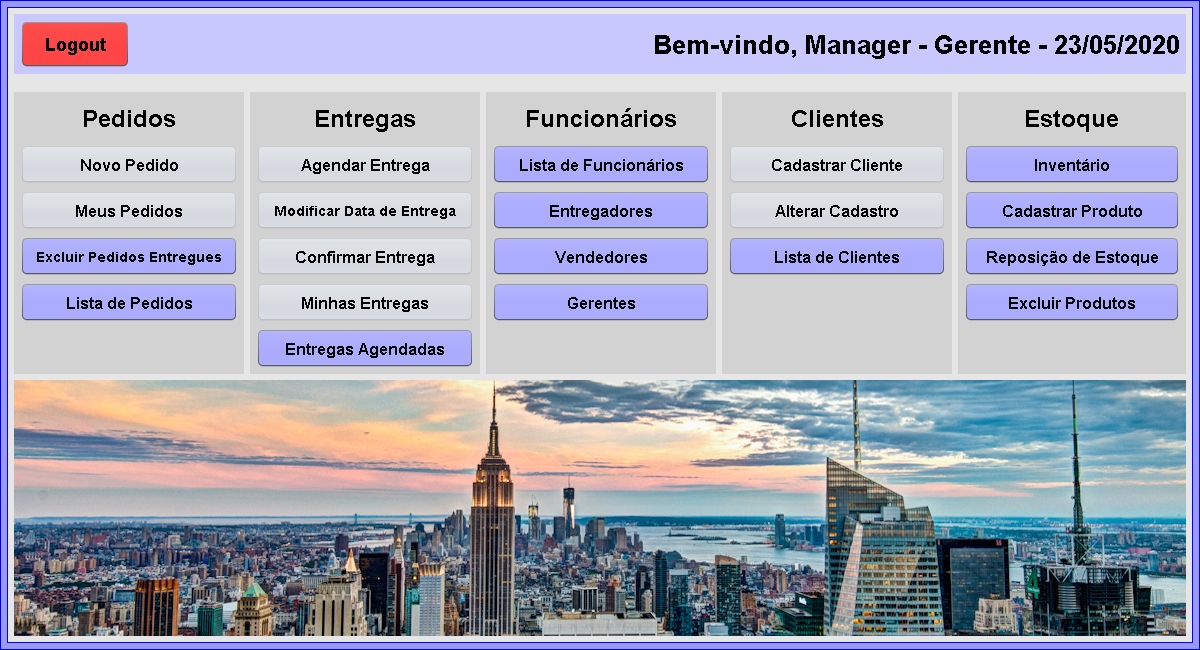 Logout
Bem-vindo, Manager - Gerente - 23/05/2020
Pedidos
Novo Pedido
Meus Pedidos
Excluir Pedidos Entregues
Lista de Pedidos
Entregas
Agendar Entrega
Modificar Data de Entrega
Confirmar Entrega
Minhas Entregas
Entregas Agendadas
Funcionários
Lista de Funcionários
Entregadores
Vendedores
Gerentes
Clientes
Cadastrar Cliente
Alterar Cadastro
Lista de Clientes
Estoque
Inventário
Cadastrar Produto
Reposição de Estoque
Excluir Produtos